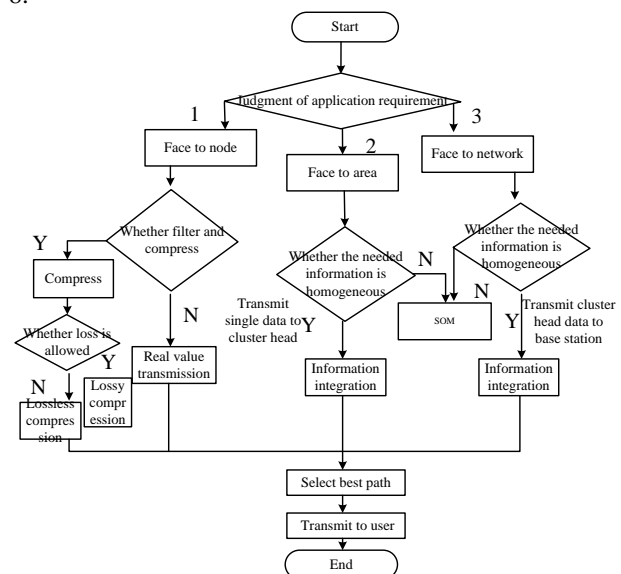 Start
Judgment of application requirement
1
2
3
Face to node
Face to area
Face to network
Whether filter and
compress
Whether the needed
information is
homogeneous
Whether the needed
information is
homogeneous
Y
N
Compress
N
N
SOM
Transmit
single data to
cluster head
Y
Y
Transmit cluster
head data to
base station
Whether loss is
allowed
Y
N
Real value
transmission
Information
integration
Information
integration
Lossy
compr
ession
Lossless
compres
sion
Select best path
Transmit to user
End